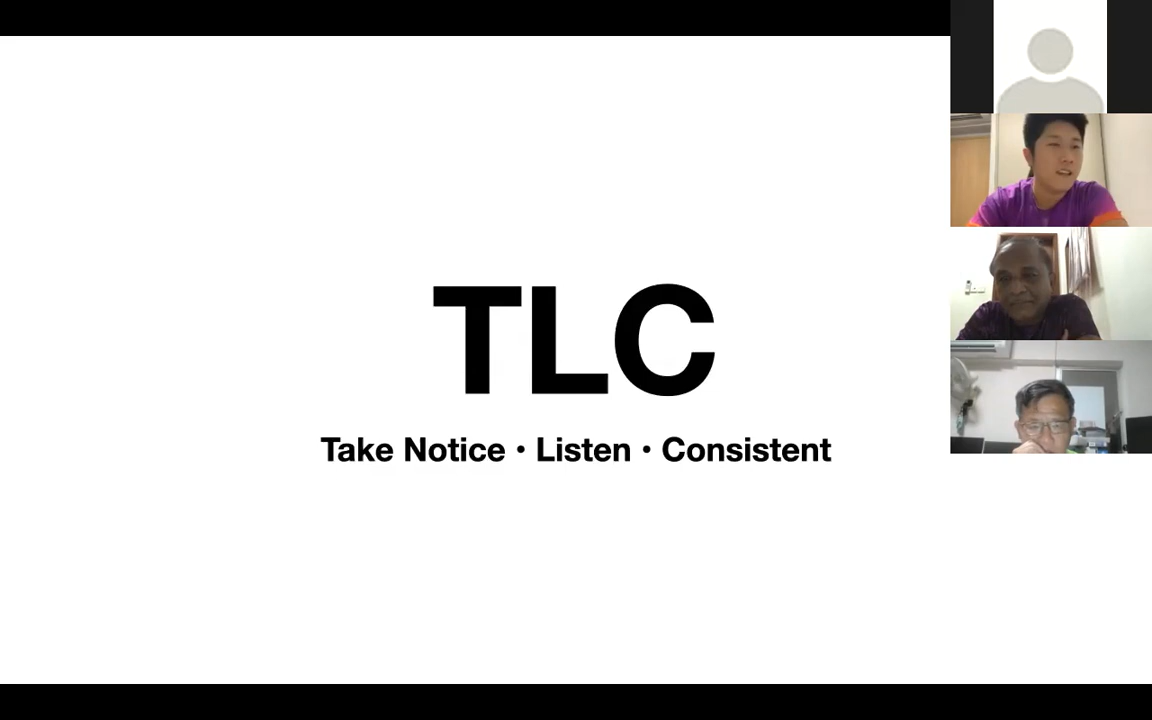 TLC
Take Notice • Listen • Consistent